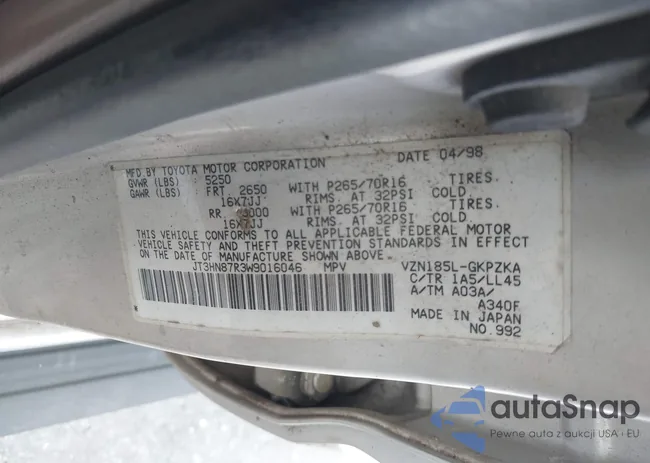 MFD BY TOYOTA MOTOR CORPORATION DATE 04/98
GVWR (LBS) 5250
GAWR (LBS) FRT 2650 WITH P265/70R16 TIRES.
16X7JJ RIMS. AT 32PSI COLD.
RR 3000 WITH P265/70R16 TIRES.
16X7JJ RIMS. AT 32PSI COLD.
THIS VEHICLE CONFORMS TO ALL APPLICABLE FEDERAL MOTOR
VEHICLE SAFETY AND THEFT PREVENTION STANDARDS IN EFFECT
ON THE DATE OF MANUFACTURE SHOWN ABOVE.
JT3HN87R3W9016046 MPV VZN185L-GKPZKA
C/TR 1A5/LL45
A/TM A03A/
A340F
MADE IN JAPAN
NO.992
autaSnap
Pewne auta z aukcji USA i EU